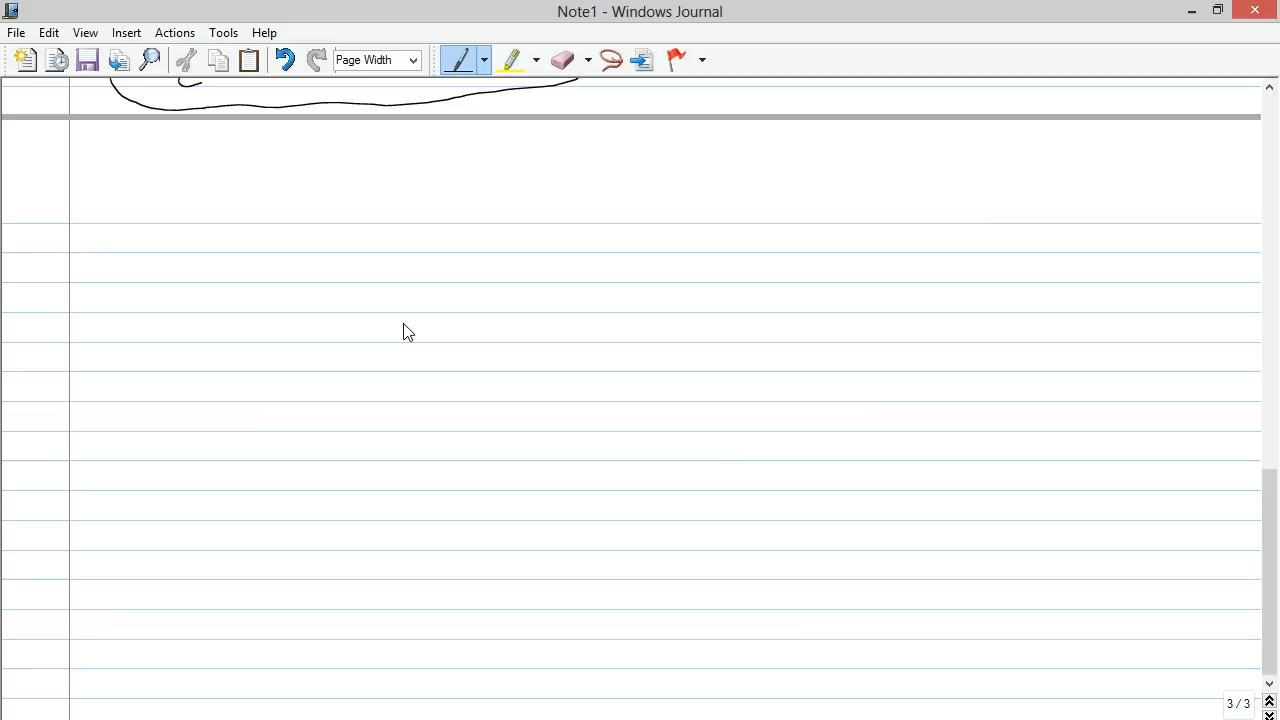 Note1 - Windows Journal
File Edit View Insert Actions Tools Help
Page Width
3 / 3